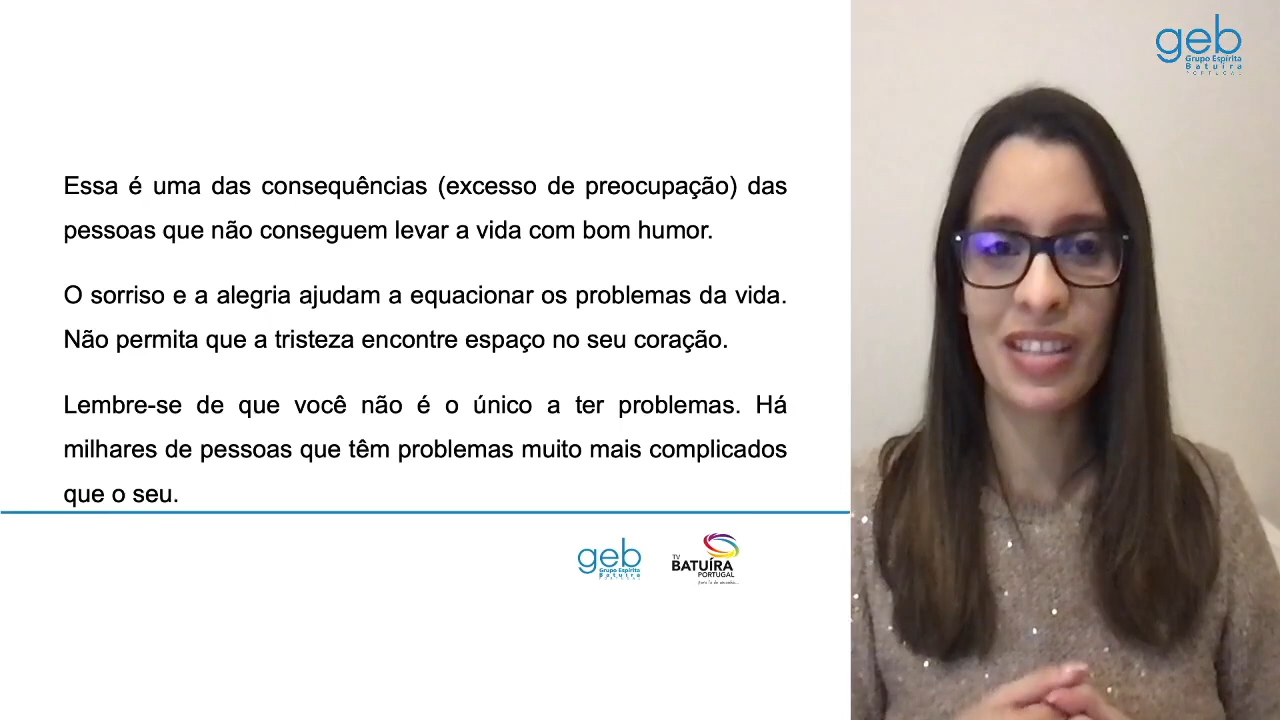 Essa é uma das consequências (excesso de preocupação) das
pessoas que não conseguem levar a vida com bom humor.
O sorriso e a alegria ajudam a equacionar os problemas da vida.
Não permita que a tristeza encontre espaço no seu coração.
Lembre-se de que você não é o único a ter problemas. Há
milhares de pessoas que têm problemas muito mais complicados
que o seu.
geb
Grupo Espírita
Batuíra
PORTUGAL
TV
BATUÍRA
PORTUGAL
geb
Grupo Espírita
Batuíra
PORTUGAL